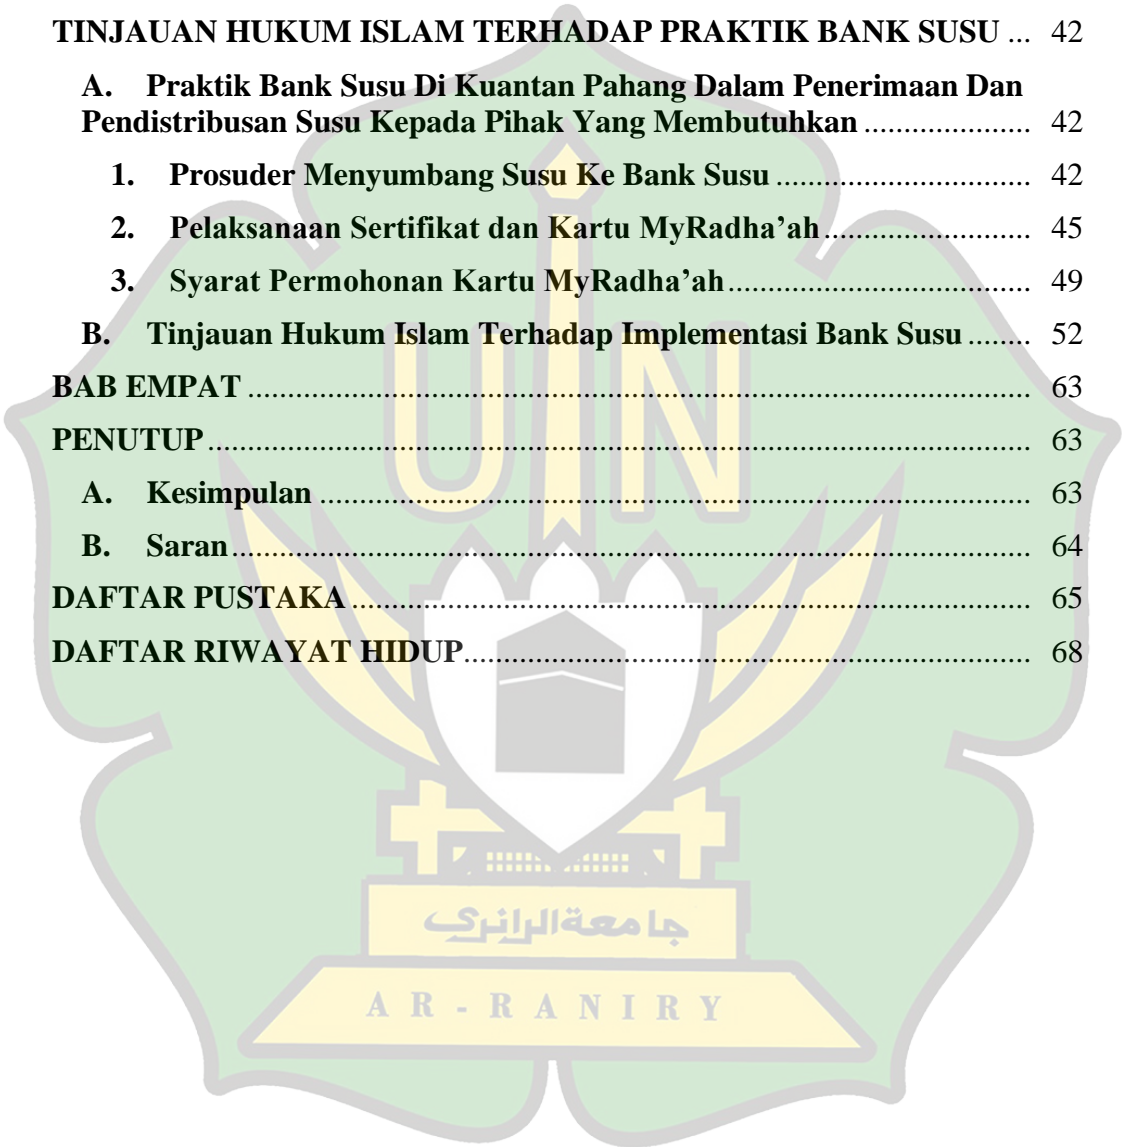 TINJAUAN HUKUM ISLAM TERHADAP PRAKTIK BANK SUSU ... 42
A. Praktik Bank Susu Di Kuantan Pahang Dalam Penerimaan Dan
Pendistribusan Susu Kepada Pihak Yang Membutuhkan ..................... 42
1. Prosuder Menyumbang Susu Ke Bank Susu ................................ 42
2. Pelaksanaan Sertifikat dan Kartu MyRadha’ah .......................... 45
3. Syarat Permohonan Kartu MyRadha’ah ...................................... 49
B. Tinjauan Hukum Islam Terhadap Implementasi Bank Susu ........ 52
BAB EMPAT .................................................................................................. 63
PENUTUP ....................................................................................................... 63
A. Kesimpulan ......................................................................................... 63
B. Saran .................................................................................................... 64
DAFTAR PUSTAKA ..................................................................................... 65
DAFTAR RIWAYAT HIDUP ....................................................................... 68
UIN
جامعة الرانري
AR-RANIRY